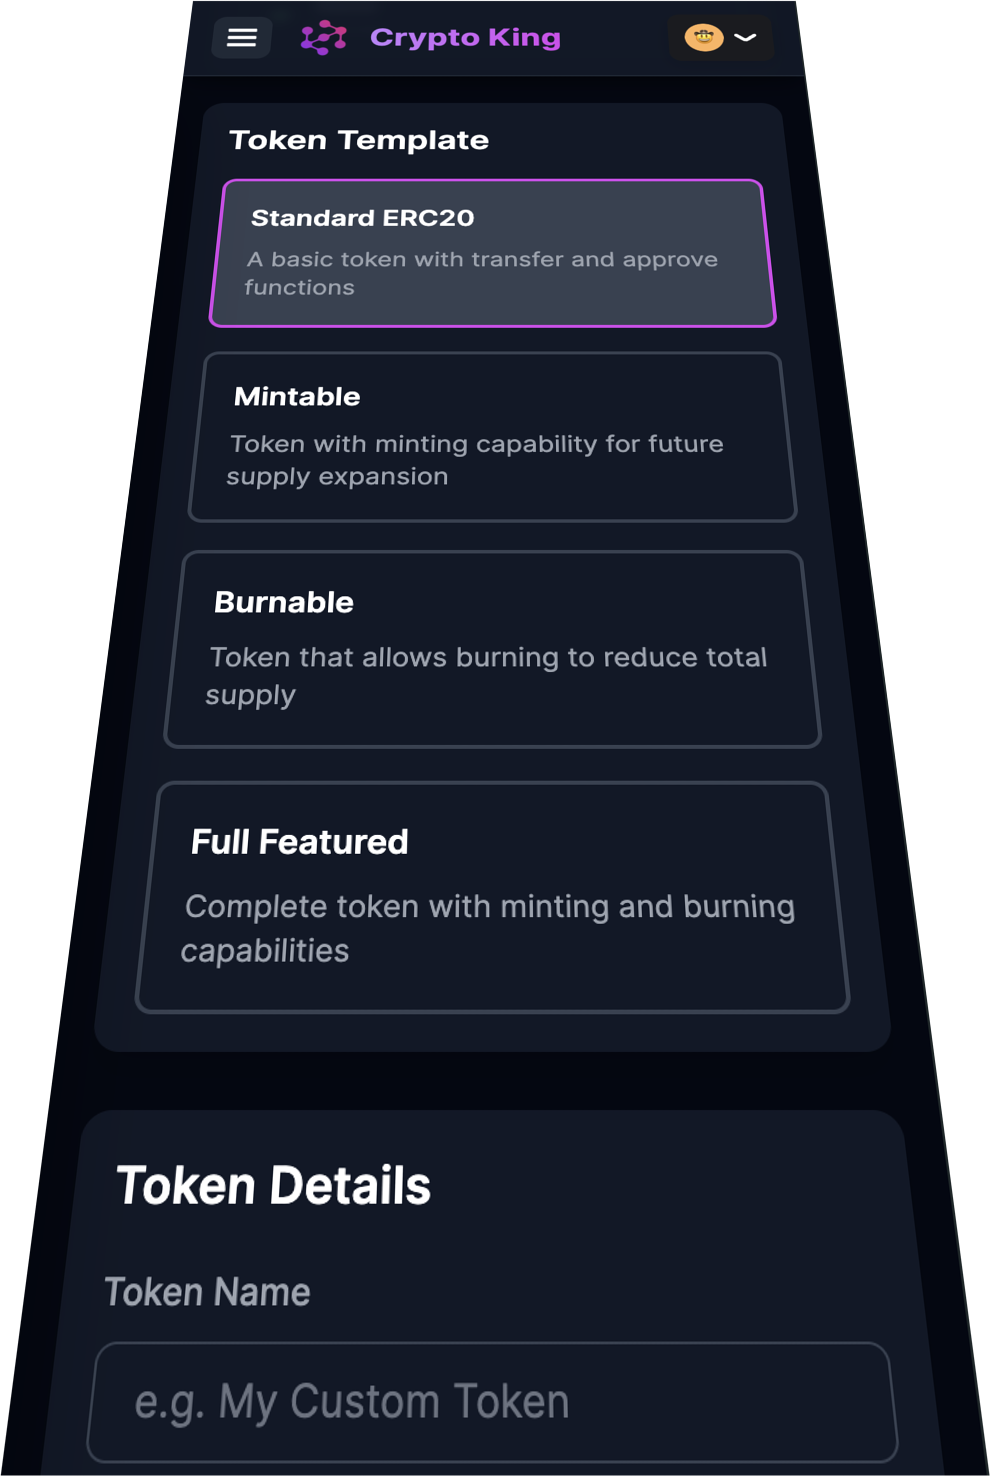 Crypto King
Token Template
Standard ERC20
A basic token with transfer and approve
functions
Mintable
Token with minting capability for future
supply expansion
Burnable
Token that allows burning to reduce total
supply
Full Featured
Complete token with minting and burning
capabilities
Token Details
Token Name
e.g. My Custom Token